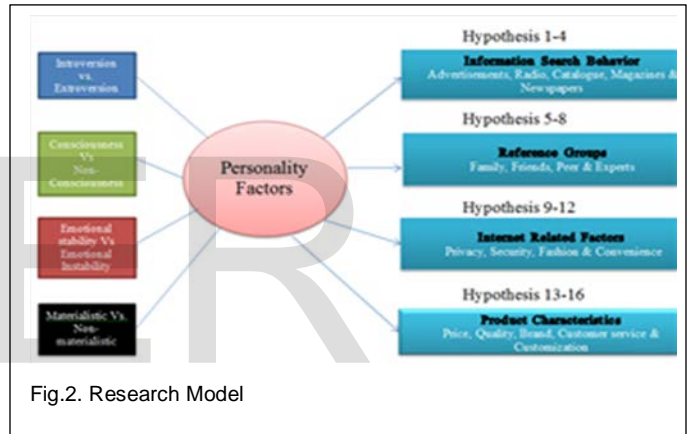 Introversion
vs.
Extroversion
Consciousness
Vs
Non-
Consciousness
Emotional
stability Vs
Emotional
Instability
Materialistic Vs.
Non-
materialistic
Personality
Factors
Hypothesis 1-4
Information Search Behavior
Advertisements, Radio, Catalogue, Magazines &
Newspapers
Hypothesis 5-8
Reference Groups
Family, Friends, Peer & Experts
Hypothesis 9-12
Internet Related Factors
Privacy, Security, Fashion & Convenience
Hypothesis 13-16
Product Characteristics
Price, Quality, Brand, Customer service &
Customization
ER
Fig.2. Research Model